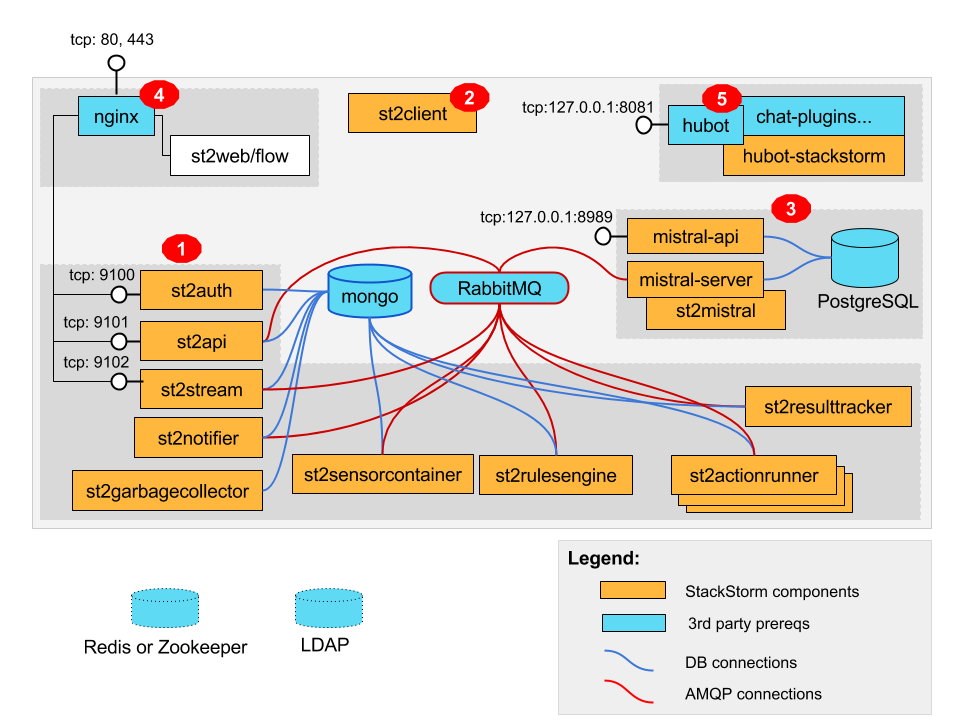 tcp: 80, 443
4
nginx
st2web/flow
2
st2client
tcp:127.0.0.1:8081
5
hubot
chat-plugins...
hubot-stackstorm
1
tcp: 9100
st2auth
tcp: 9101
st2api
tcp: 9102
st2stream
st2notifier
st2garbagecollector
mongo
RabbitMQ
tcp:127.0.0.1:8989
3
mistral-api
mistral-server
st2mistral
PostgreSQL
st2resulttracker
st2sensorcontainer
st2rulesengine
st2actionrunner
Redis or Zookeeper
LDAP
Legend:
StackStorm components
3rd party prereqs
DB connections
AMQP connections